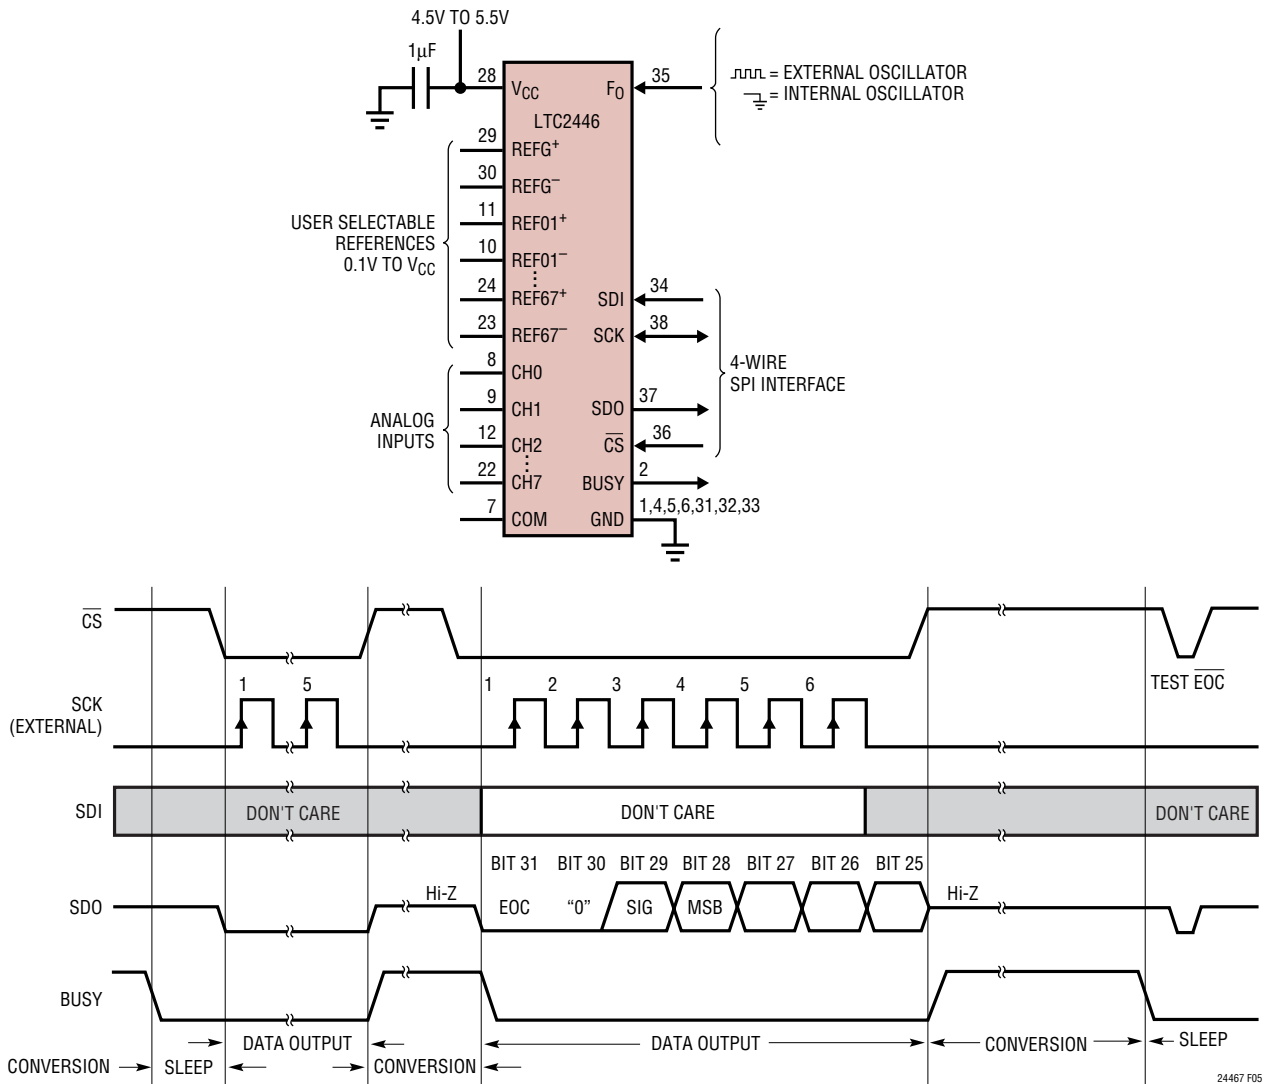 4.5V TO 5.5V
1µF
28
VCC
FO
35
= EXTERNAL OSCILLATOR
= INTERNAL OSCILLATOR
LTC2446
29
REFG+
30
REFG–
11
REF01+
USER SELECTABLE
REFERENCES
0.1V TO VCC
10
REF01–
24
REF67+
SDI
34
23
REF67–
SCK
38
8
CH0
4-WIRE
SPI INTERFACE
9
CH1
SDO
37
ANALOG
INPUTS
12
CH2
CS
36
22
CH7
BUSY
2
7
COM
GND
1,4,5,6,31,32,33
CS
TEST EOC
SCK
(EXTERNAL)
1 5 1 2 3 4 5 6
SDI
DON'T CARE DON'T CARE DON'T CARE
BIT 31 BIT 30 BIT 29 BIT 28 BIT 27 BIT 26 BIT 25
SDO
Hi-Z EOC “0” SIG MSB Hi-Z
BUSY
CONVERSION SLEEP DATA OUTPUT CONVERSION DATA OUTPUT CONVERSION SLEEP
24467 F05